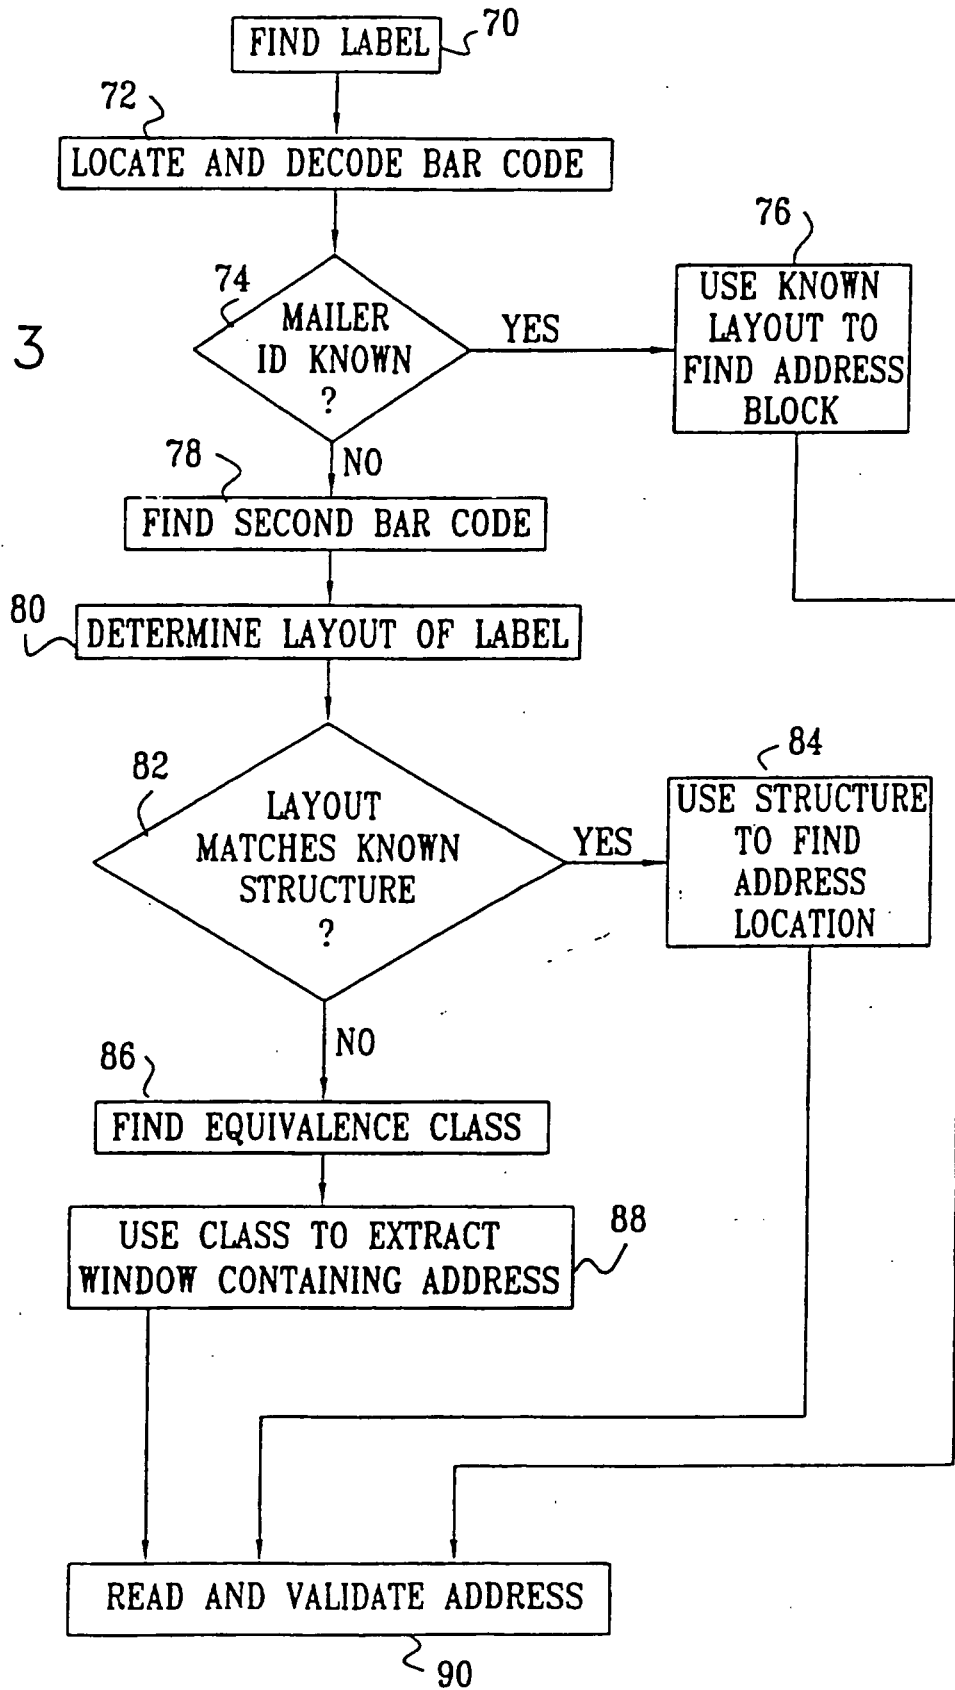 FIND LABEL
70
72
LOCATE AND DECODE BAR CODE
3
74
MAILER
ID KNOWN
?
YES
76
USE KNOWN
LAYOUT TO
FIND ADDRESS
BLOCK
NO
78
FIND SECOND BAR CODE
80
DETERMINE LAYOUT OF LABEL
82
LAYOUT
MATCHES KNOWN
STRUCTURE
?
YES
84
USE STRUCTURE
TO FIND
ADDRESS
LOCATION
NO
86
FIND EQUIVALENCE CLASS
88
USE CLASS TO EXTRACT
WINDOW CONTAINING ADDRESS
READ AND VALIDATE ADDRESS
90